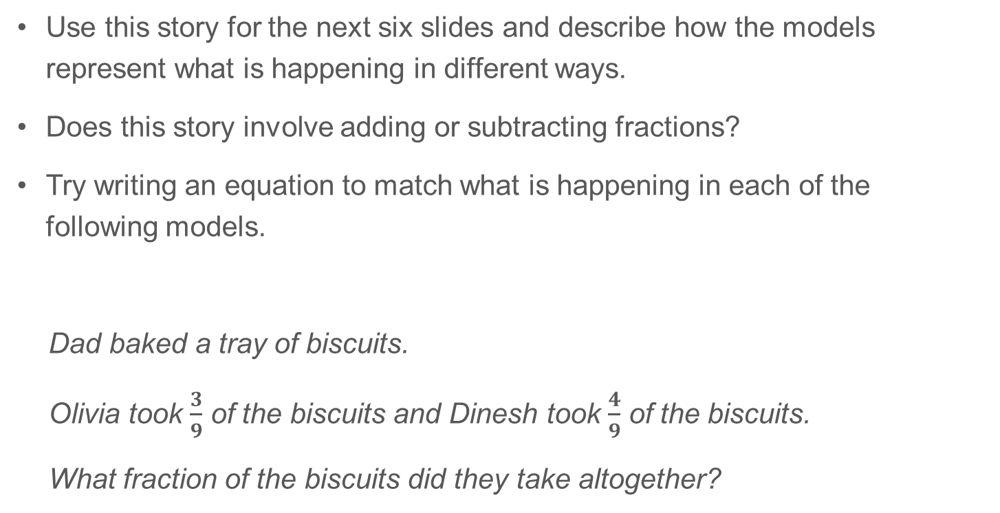 • Use this story for the next six slides and describe how the models
represent what is happening in different ways.
• Does this story involve adding or subtracting fractions?
• Try writing an equation to match what is happening in each of the
following models.
Dad baked a tray of biscuits.
Olivia took 3/9 of the biscuits and Dinesh took 4/9 of the biscuits.
What fraction of the biscuits did they take altogether?